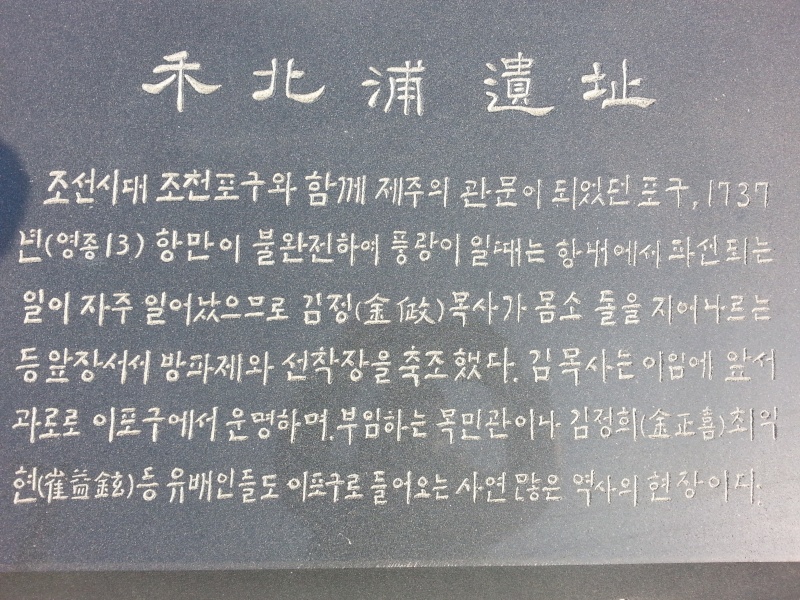 禾北浦遺址
조선시대 조천포구와 함께 제주의 관문이 되었던 포구, 1737
년(영종13) 항만이 불완전하여 풍랑이 일때는 항내에서 파선되는
일이 자주 일어났으므로 김정(金㪅)목사가 몸소 돌을 지어나르는
등 앞장서서 방파제와 선착장을 축조했다. 김목사는 이임에 앞서
과로로 이포구에서 운명하며, 부임하는 목민관이나 김정희(金正喜)최익
현(崔益鉉)등 유배인들도 이포구로 들어오는 사연 많은 역사의 현장이다.